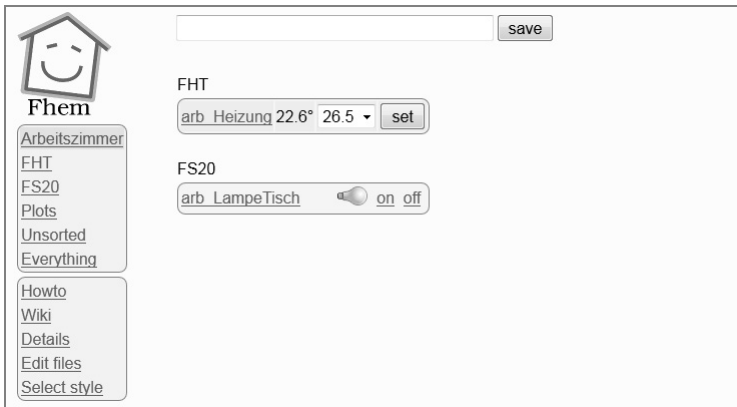 save
Fhem
Arbeitszimmer
FHT
FS20
Plots
Unsorted
Everything
Howto
Wiki
Details
Edit files
Select style
FHT
arb_Heizung 22.6° 26.5 set
FS20
arb_LampeTisch on off